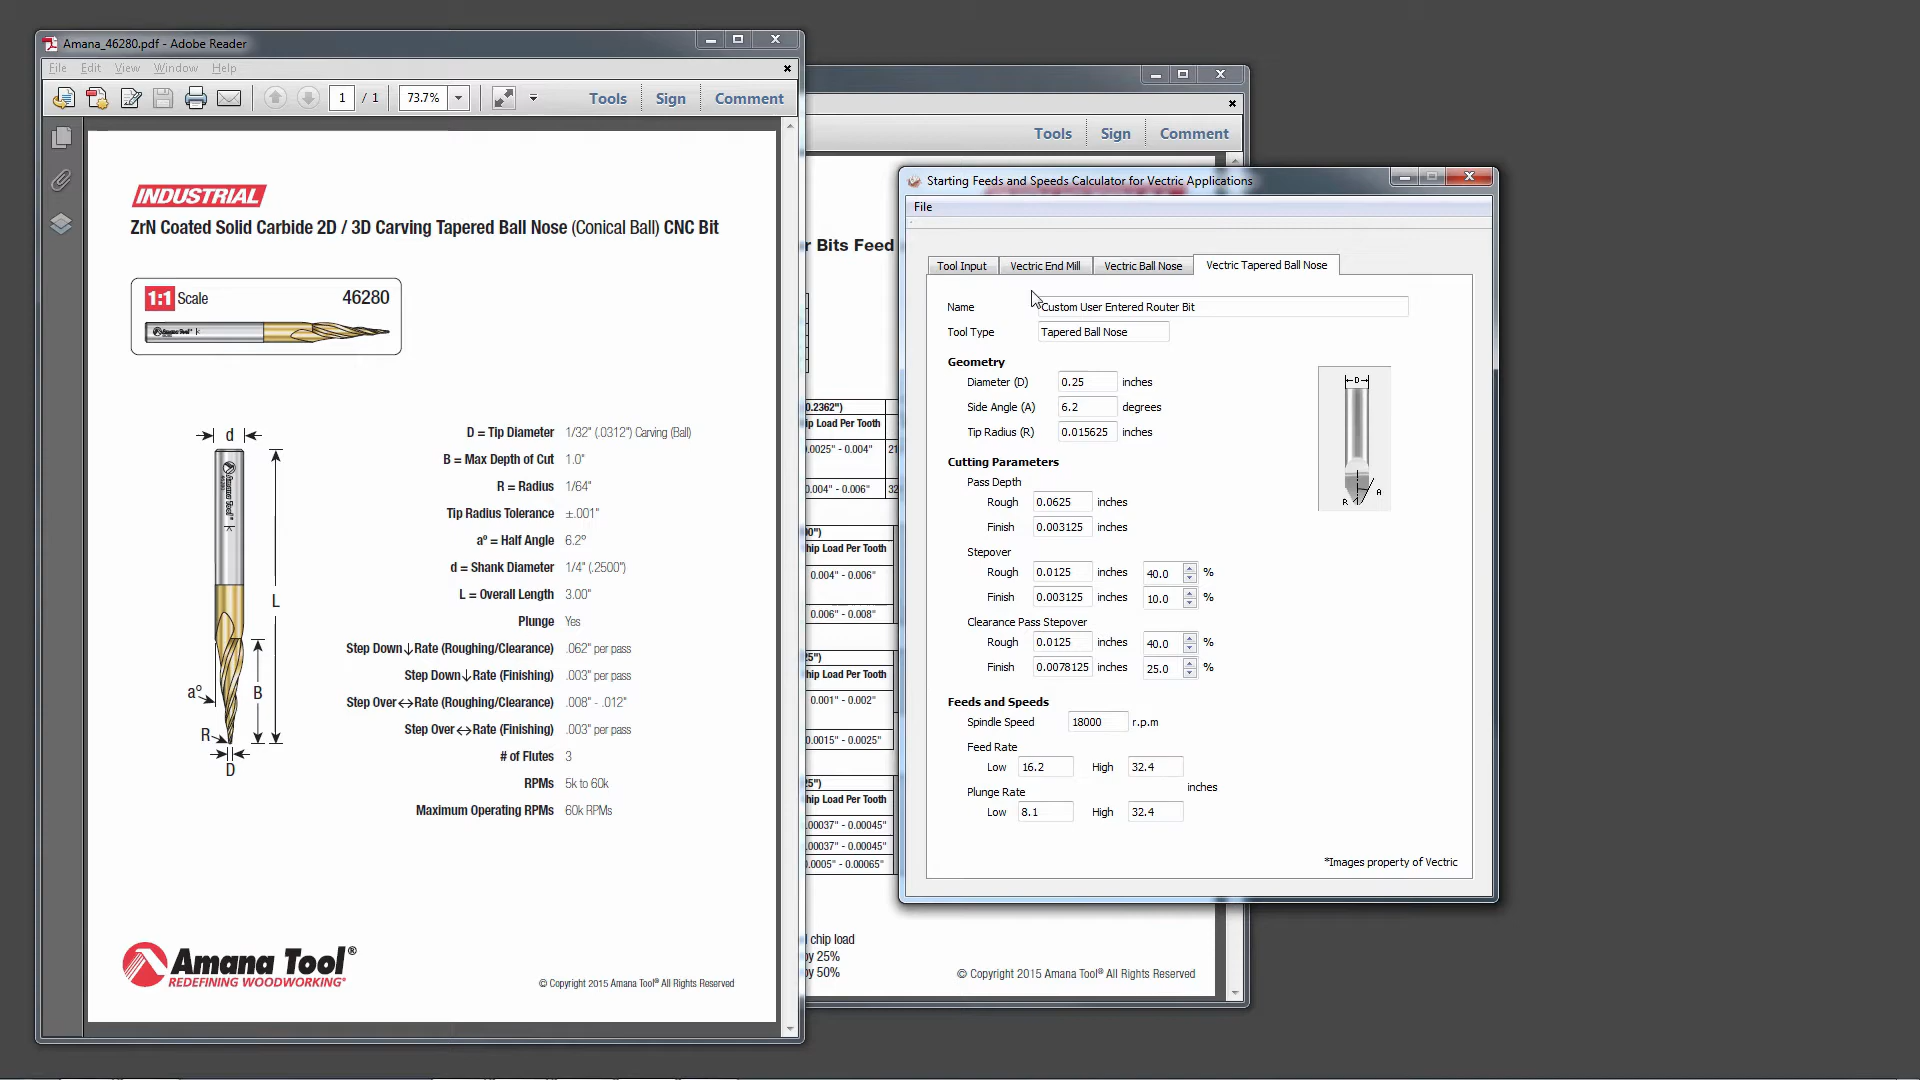 Amana_46280.pdf - Adobe Reader
File Edit View Window Help
1 / 1 73.7% Tools Sign Comment
INDUSTRIAL
ZrN Coated Solid Carbide 2D / 3D Carving Tapered Ball Nose (Conical Ball) CNC Bit
1:1 Scale 46280
d
L
B
a°
R
D
D = Tip Diameter 1/32" (.0312") Carving (Ball)
B = Max Depth of Cut 1.0"
R = Radius 1/64"
Tip Radius Tolerance ±.001"
a° = Half Angle 6.2°
d = Shank Diameter 1/4" (.2500")
L = Overall Length 3.00"
Plunge Yes
Step Down↓Rate (Roughing/Clearance) .062" per pass
Step Down↓Rate (Finishing) .003" per pass
Step Over↔Rate (Roughing/Clearance) .008" - .012"
Step Over↔Rate (Finishing) .003" per pass
# of Flutes 3
RPMs 5k to 60k
Maximum Operating RPMs 60k RPMs
Amana Tool®
REDEFINING WOODWORKING®
© Copyright 2015 Amana Tool® All Rights Reserved
Tools Sign Comment
r Bits Feed
0.2362")
ip Load Per Tooth
0.0025" - 0.004" 21
0.004" - 0.006" 32
00")
hip Load Per Tooth
0.004" - 0.006"
0.006" - 0.008"
25")
hip Load Per Tooth
0.001" - 0.002"
0.0015" - 0.0025"
25")
hip Load Per Tooth
.00037" - 0.00045"
.00037" - 0.00045"
0.0005" - 0.00065"
l chip load
by 25%
by 50%
© Copyright 2015 Amana Tool® All Rights Reserved
Starting Feeds and Speeds Calculator for Vectric Applications
File
Tool Input Vectric End Mill Vectric Ball Nose Vectric Tapered Ball Nose
Name Custom User Entered Router Bit
Tool Type Tapered Ball Nose
Geometry
Diameter (D) 0.25 inches
Side Angle (A) 6.2 degrees
Tip Radius (R) 0.015625 inches
D
R A
Cutting Parameters
Pass Depth
Rough 0.0625 inches
Finish 0.003125 inches
Stepover
Rough 0.0125 inches 40.0 %
Finish 0.003125 inches 10.0 %
Clearance Pass Stepover
Rough 0.0125 inches 40.0 %
Finish 0.0078125 inches 25.0 %
Feeds and Speeds
Spindle Speed 18000 r.p.m
Feed Rate
Low 16.2 High 32.4
inches
Plunge Rate
Low 8.1 High 32.4
*Images property of Vectric